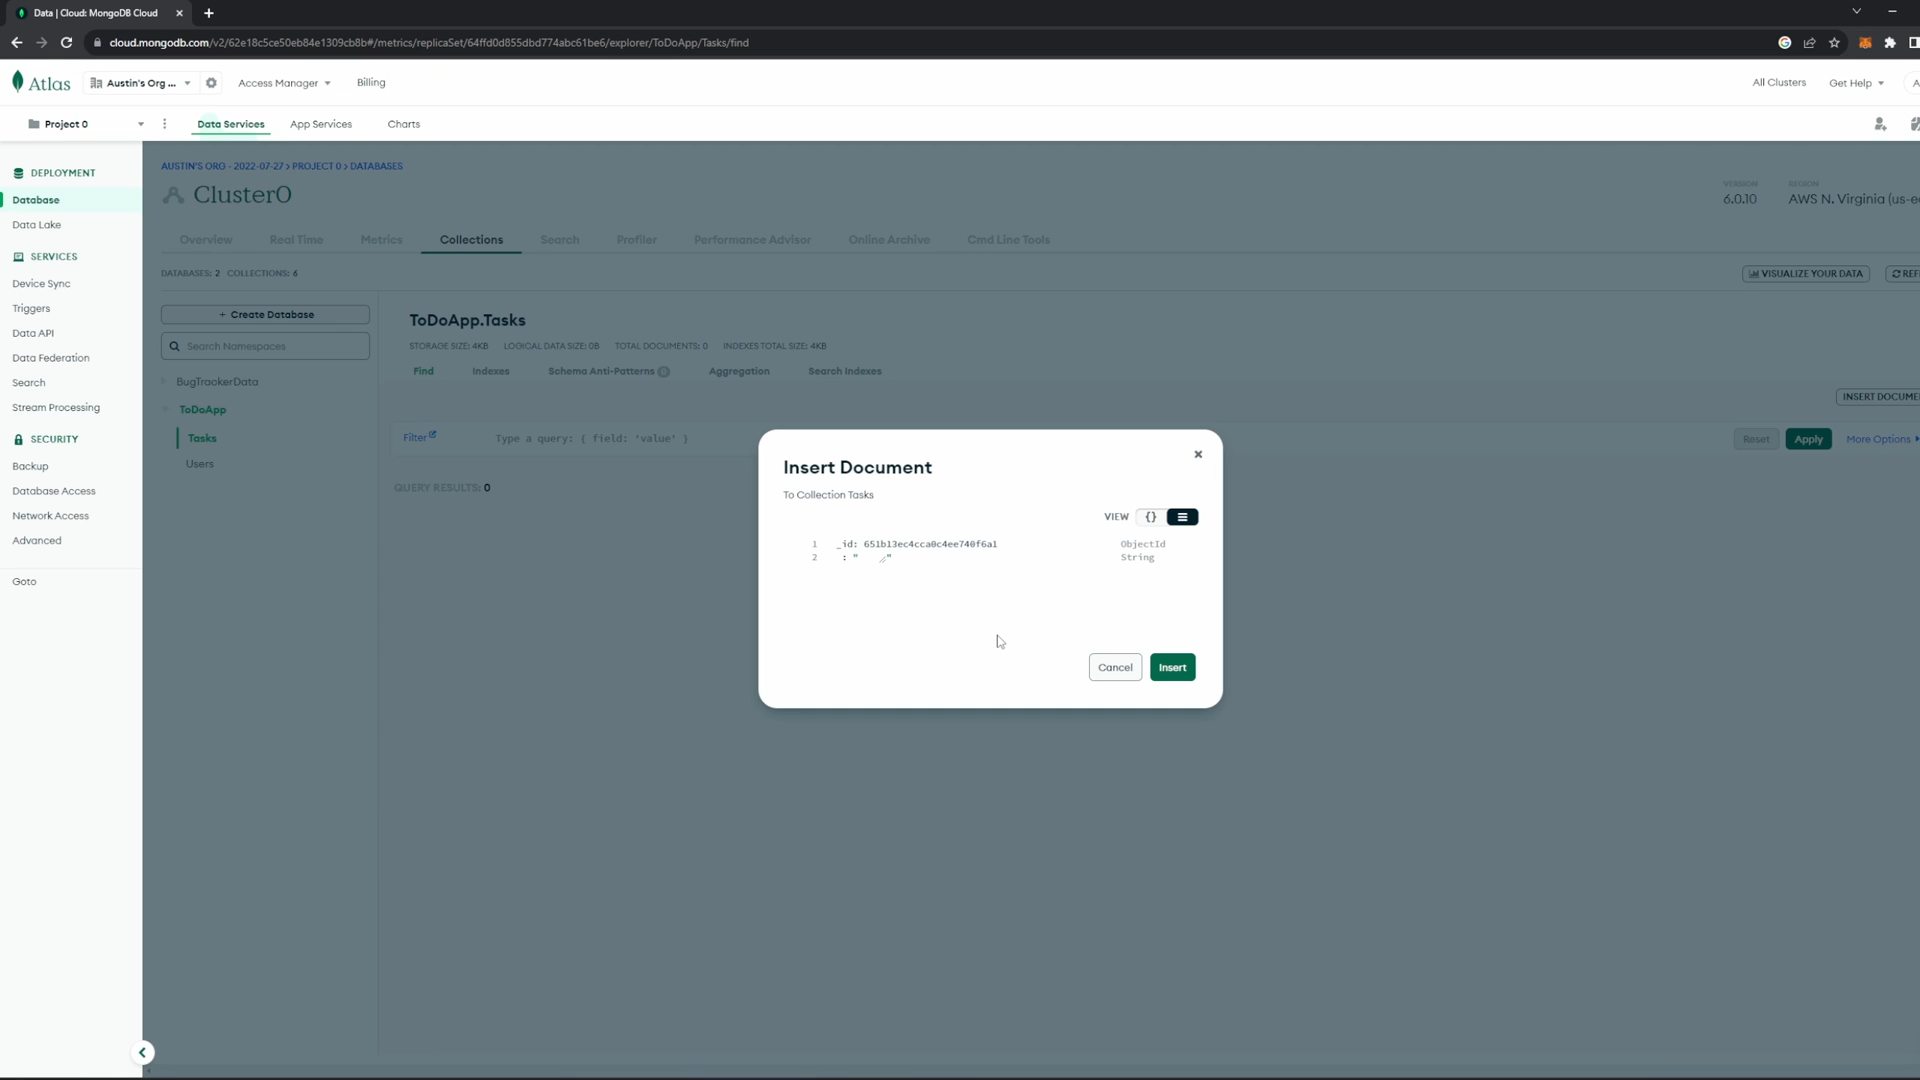 Data | Cloud: MongoDB Cloud
cloud.mongodb.com/v2/62e18c5ce50eb84e1309cb8b#/metrics/replicaSet/64ffd0d855dbd774abc61be6/explorer/ToDoApp/Tasks/find
Atlas
Austin's Org ...
Access Manager
Billing
All Clusters
Get Help
A
Project 0
Data Services
App Services
Charts
DEPLOYMENT
Database
Data Lake
SERVICES
Device Sync
Triggers
Data API
Data Federation
Search
Stream Processing
SECURITY
Backup
Database Access
Network Access
Advanced
Goto
AUSTIN'S ORG - 2022-07-27 > PROJECT 0 > DATABASES
Cluster0
VERSION
6.0.10
REGION
AWS N. Virginia (us-e
Overview
Real Time
Metrics
Collections
Search
Profiler
Performance Advisor
Online Archive
Cmd Line Tools
DATABASES: 2 COLLECTIONS: 6
VISUALIZE YOUR DATA
REF
+ Create Database
Search Namespaces
BugTrackerData
ToDoApp
Tasks
Users
ToDoApp.Tasks
STORAGE SIZE: 4KB LOGICAL DATA SIZE: 0B TOTAL DOCUMENTS: 0 INDEXES TOTAL SIZE: 4KB
Find
Indexes
Schema Anti-Patterns 0
Aggregation
Search Indexes
INSERT DOCUME
Filter
Type a query: { field: 'value' }
Reset
Apply
More Options
QUERY RESULTS: 0
Insert Document
To Collection Tasks
VIEW {}
1 _id: 651b13ec4cca0c4ee740f6a1 ObjectId
2 : " " String
Cancel
Insert